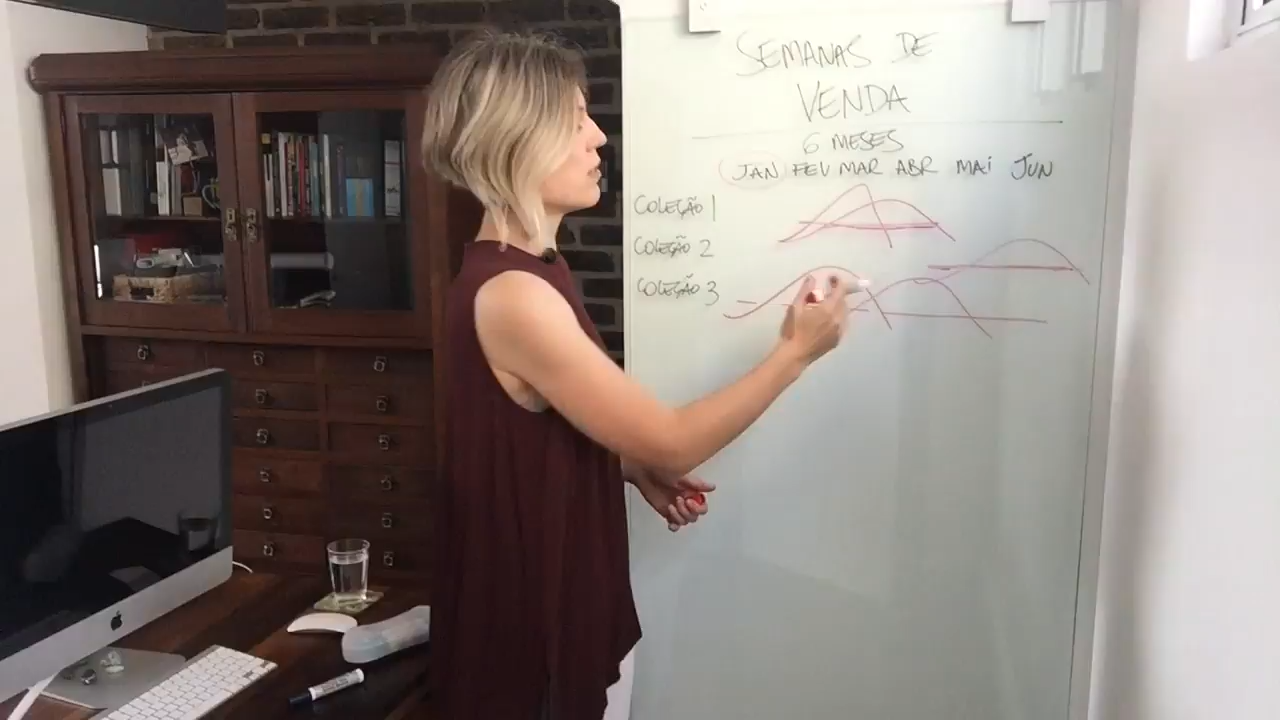 SEMANAS DE
VENDA
6 MESES
JAN FEV MAR ABR MAI JUN
COLEÇÃO 1
COLEÇÃO 2
COLEÇÃO 3